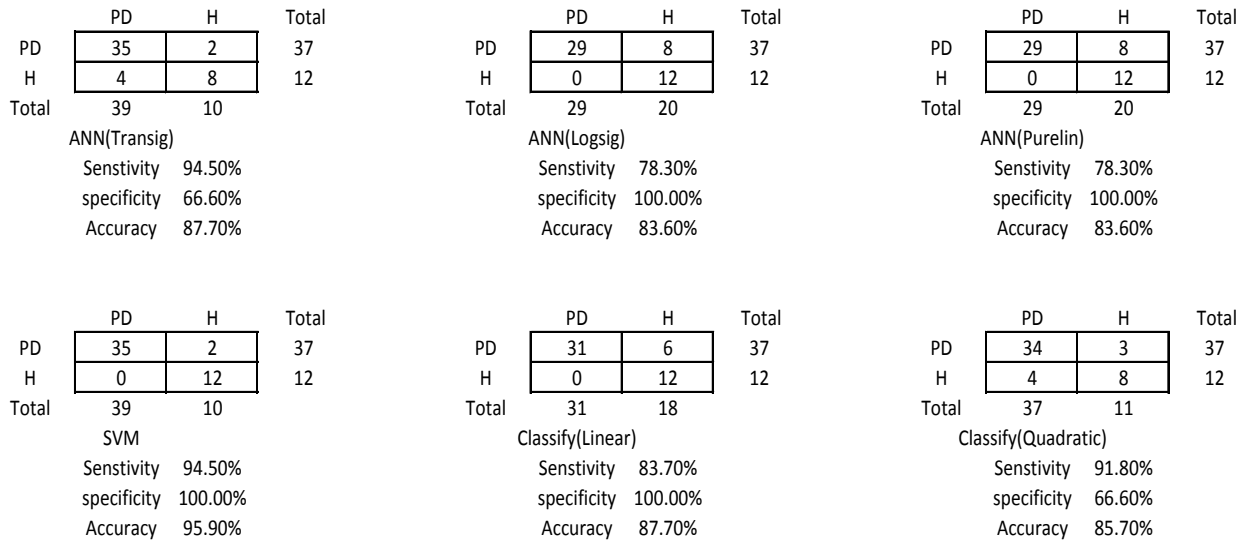 PD H Total
PD 35 2 37
H 4 8 12
Total 39 10
ANN(Transig)
Senstivity 94.50%
specificity 66.60%
Accuracy 87.70%
PD H Total
PD 29 8 37
H 0 12 12
Total 29 20
ANN(Logsig)
Senstivity 78.30%
specificity 100.00%
Accuracy 83.60%
PD H Total
PD 29 8 37
H 0 12 12
Total 29 20
ANN(Purelin)
Senstivity 78.30%
specificity 100.00%
Accuracy 83.60%
PD H Total
PD 35 2 37
H 0 12 12
Total 39 10
SVM
Senstivity 94.50%
specificity 100.00%
Accuracy 95.90%
PD H Total
PD 31 6 37
H 0 12 12
Total 31 18
Classify(Linear)
Senstivity 83.70%
specificity 100.00%
Accuracy 87.70%
PD H Total
PD 34 3 37
H 4 8 12
Total 37 11
Classify(Quadratic)
Senstivity 91.80%
specificity 66.60%
Accuracy 85.70%